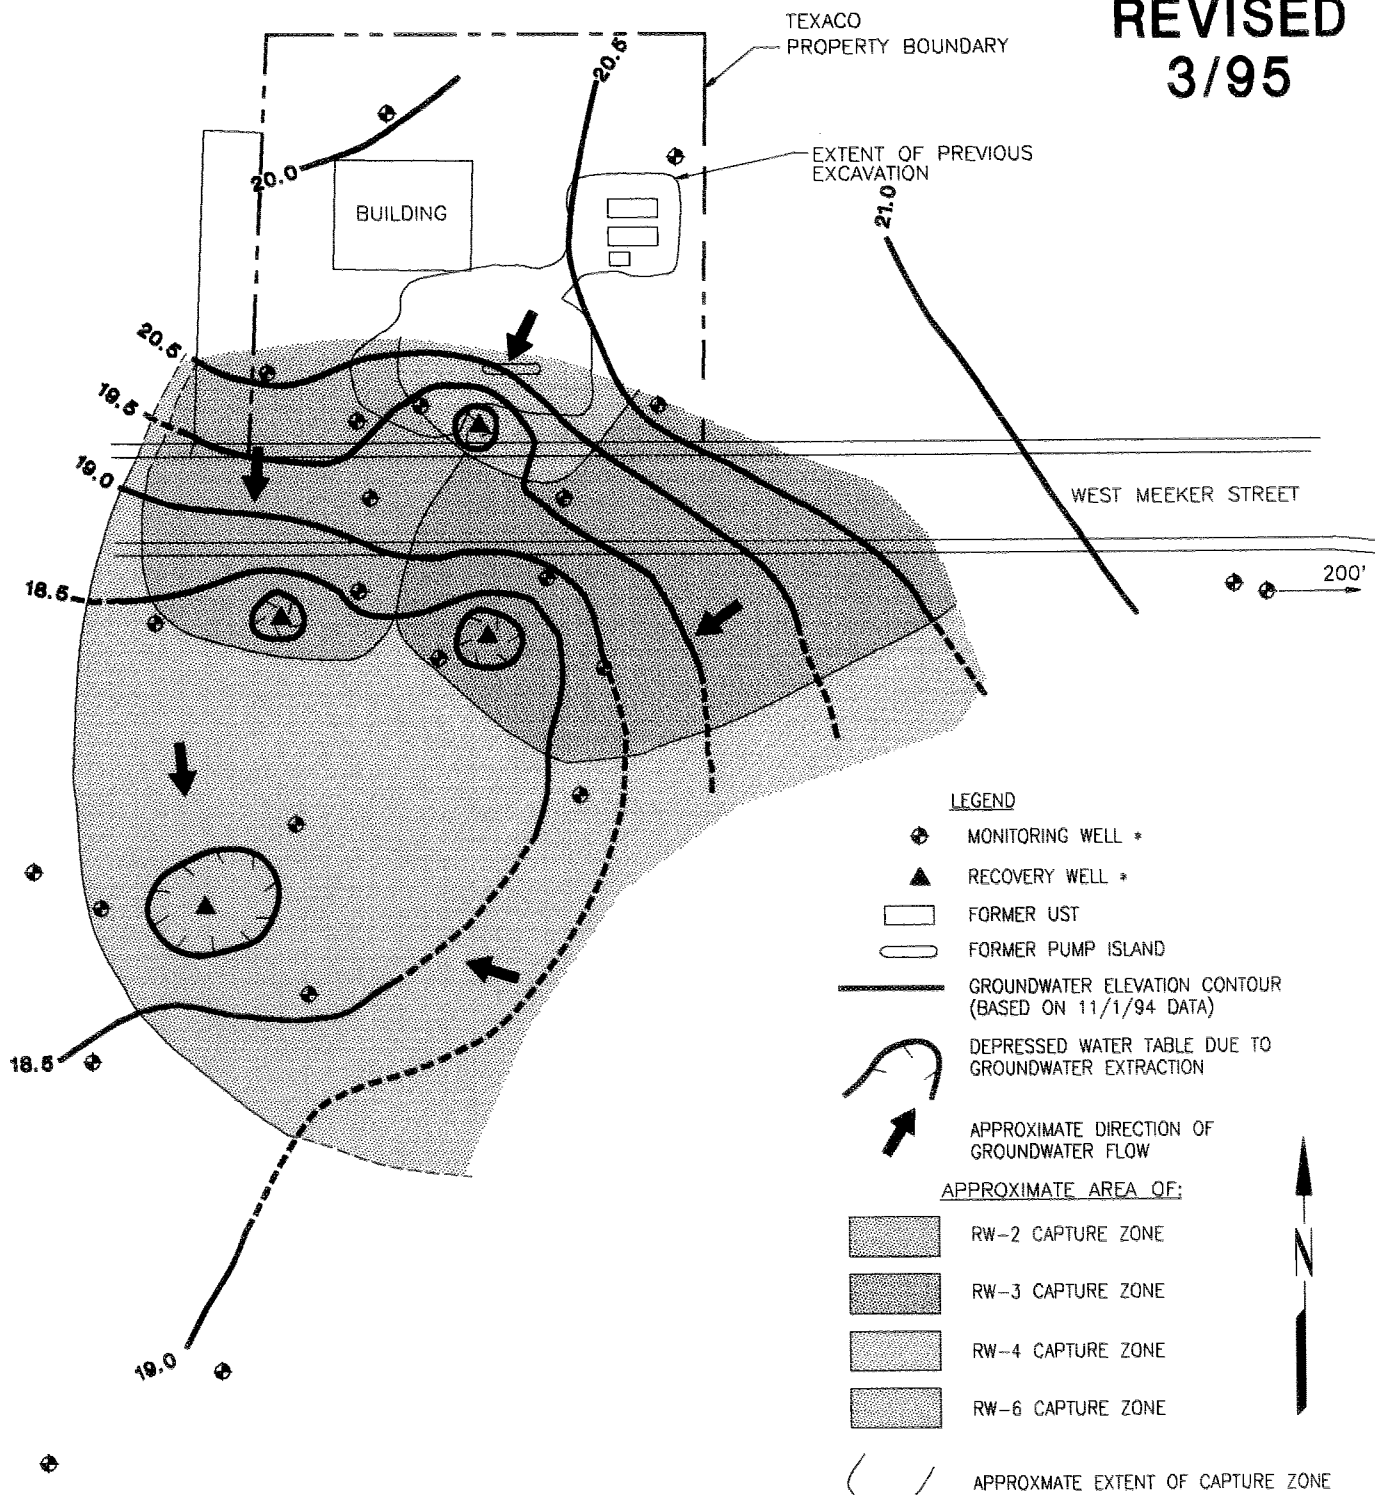 REVISED
3/95
TEXACO
PROPERTY BOUNDARY
20.5
EXTENT OF PREVIOUS
EXCAVATION
20.0
BUILDING
21.0
20.5
19.5
19.0
WEST MEEKER STREET
18.5
200'
LEGEND
MONITORING WELL *
RECOVERY WELL *
FORMER UST
FORMER PUMP ISLAND
GROUNDWATER ELEVATION CONTOUR
(BASED ON 11/1/94 DATA)
DEPRESSED WATER TABLE DUE TO
GROUNDWATER EXTRACTION
18.5
APPROXIMATE DIRECTION OF
GROUNDWATER FLOW
APPROXIMATE AREA OF:
RW-2 CAPTURE ZONE
N
RW-3 CAPTURE ZONE
RW-4 CAPTURE ZONE
19.0
RW-6 CAPTURE ZONE
APPROXMATE EXTENT OF CAPTURE ZONE